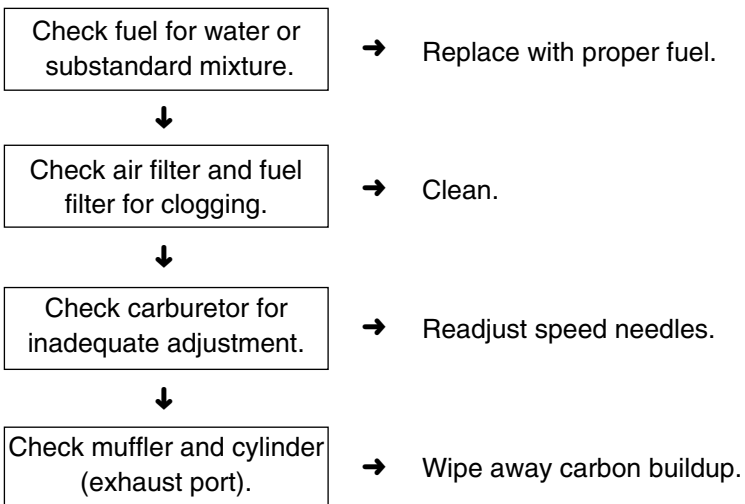 Check fuel for water or
substandard mixture.
➜ Replace with proper fuel.
Check air filter and fuel
filter for clogging.
➜ Clean.
Check carburetor for
inadequate adjustment.
➜ Readjust speed needles.
Check muffler and cylinder
(exhaust port).
➜ Wipe away carbon buildup.